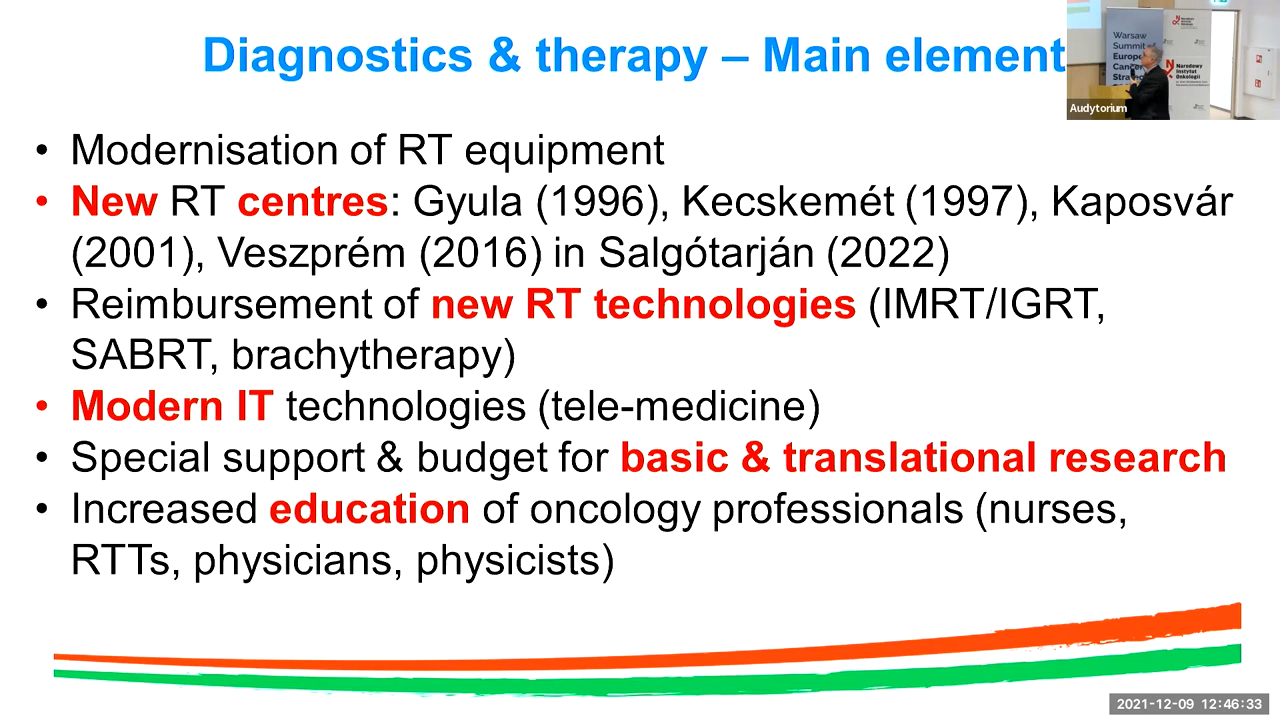 Diagnostics & therapy – Main element
Warsaw
Summit
Europe
Cance
Stra
Narodowy
Instytut
Onkologii
Audytorium
• Modernisation of RT equipment
• New RT centres: Gyula (1996), Kecskemét (1997), Kaposvár
(2001), Veszprém (2016) in Salgótarján (2022)
• Reimbursement of new RT technologies (IMRT/IGRT,
SABRT, brachytherapy)
• Modern IT technologies (tele-medicine)
• Special support & budget for basic & translational research
• Increased education of oncology professionals (nurses,
RTTs, physicians, physicists)
2021-12-09 12:46:33